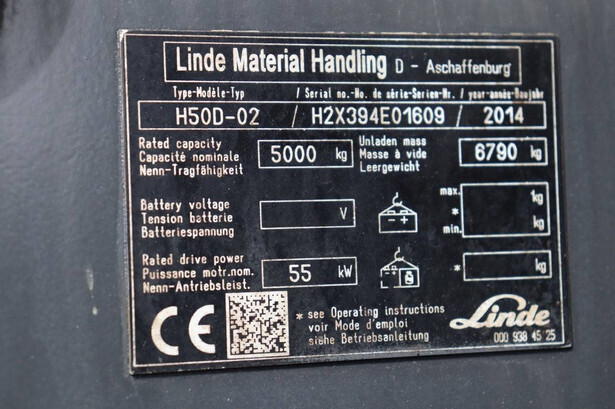 Linde Material Handling D - Aschaffenburg
Type-Modèle-Typ / Serial no.-No. de série-Serien-Nr. / year-année-Baujahr
H50D-02 / H2X394E01609 / 2014
Rated capacity
Capacité nominale
Nenn-Tragfähigkeit
5000 kg
Unladen mass
Masse à vide
Leergewicht
6790 kg
Battery voltage
Tension batterie
Batteriespannung
V
- +
max. kg
*
min. kg
Rated drive power
Puissance motr.nom.
Nenn-Antriebsleist.
55 kW
* kg
CE
* see Operating instructions
voir Mode d'emploi
siehe Betriebsanleitung
Linde
000 938 45 25